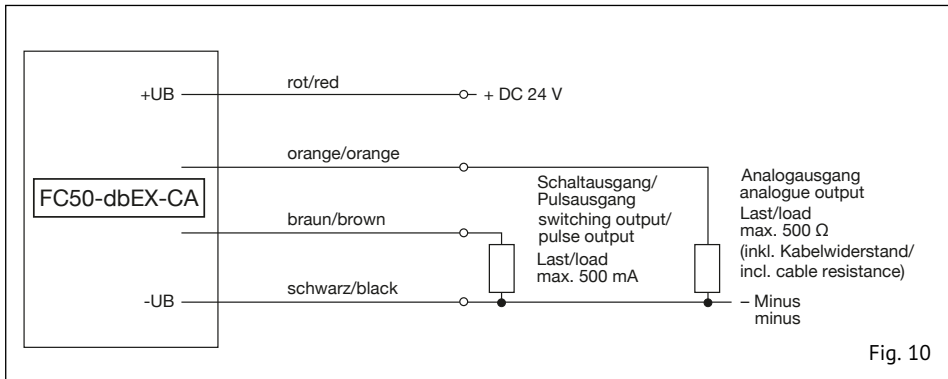 +UB
rot/red
+ DC 24 V
orange/orange
FC50-dbEX-CA
Schaltausgang/
Pulsausgang
switching output/
pulse output
Last/load
max. 500 mA
Analogausgang
analogue output
Last/load
max. 500 Ω
(inkl. Kabelwiderstand/
incl. cable resistance)
braun/brown
-UB
schwarz/black
– Minus
minus
Fig. 10